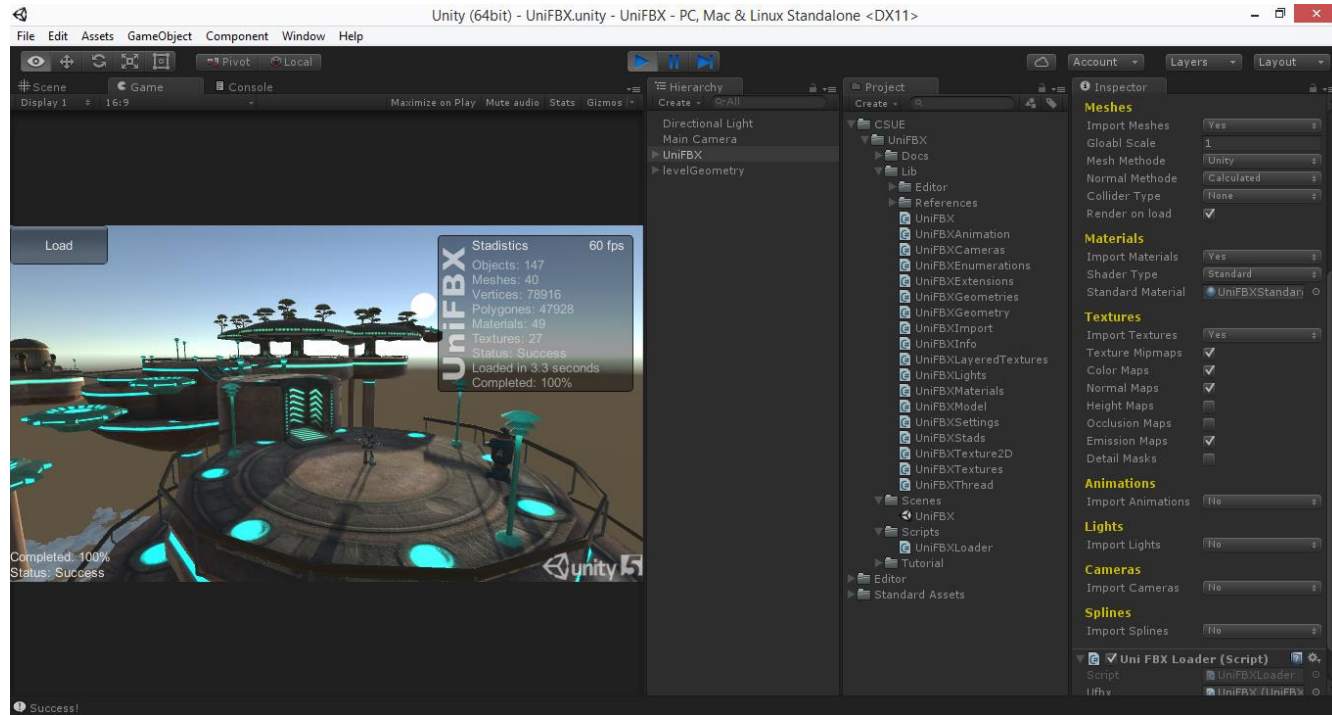 Unity (64bit) - UniFBX.unity - UniFBX - PC, Mac & Linux Standalone <DX11>
File Edit Assets GameObject Component Window Help
Pivot Local
Account Layers Layout
Scene Game Console
Display 1 16:9 Maximize on Play Mute audio Stats Gizmos
Load
UniFBX
Stadistics 60 fps
Objects: 147
Meshes: 40
Vertices: 78916
Polygones: 47928
Materials: 49
Textures: 27
Status: Success
Loaded in 3.3 seconds
Completed: 100%
Completed: 100%
Status: Success
unity 5
Hierarchy
Create All
Directional Light
Main Camera
UniFBX
levelGeometry
Project
Create
CSUE
UniFBX
Docs
Lib
Editor
References
UniFBX
UniFBXAnimation
UniFBXCameras
UniFBXEnumerations
UniFBXExtensions
UniFBXGeometries
UniFBXGeometry
UniFBXImport
UniFBXInfo
UniFBXLayeredTextures
UniFBXLights
UniFBXMaterials
UniFBXModel
UniFBXSettings
UniFBXStads
UniFBXTexture2D
UniFBXTextures
UniFBXThread
Scenes
UniFBX
Scripts
UniFBXLoader
Tutorial
Editor
Standard Assets
Inspector
Meshes
Import Meshes Yes
Gloabl Scale 1
Mesh Methode Unity
Normal Methode Calculated
Collider Type None
Render on load
Materials
Import Materials Yes
Shader Type Standard
Standard Material UniFBXStandar
Textures
Import Textures Yes
Texture Mipmaps
Color Maps
Normal Maps
Height Maps
Occlusion Maps
Emission Maps
Detail Masks
Animations
Import Animations No
Lights
Import Lights No
Cameras
Import Cameras No
Splines
Import Splines No
Uni FBX Loader (Script)
Script UniFBXLoader
Ufbx UniFBX (UniFBX
Success!